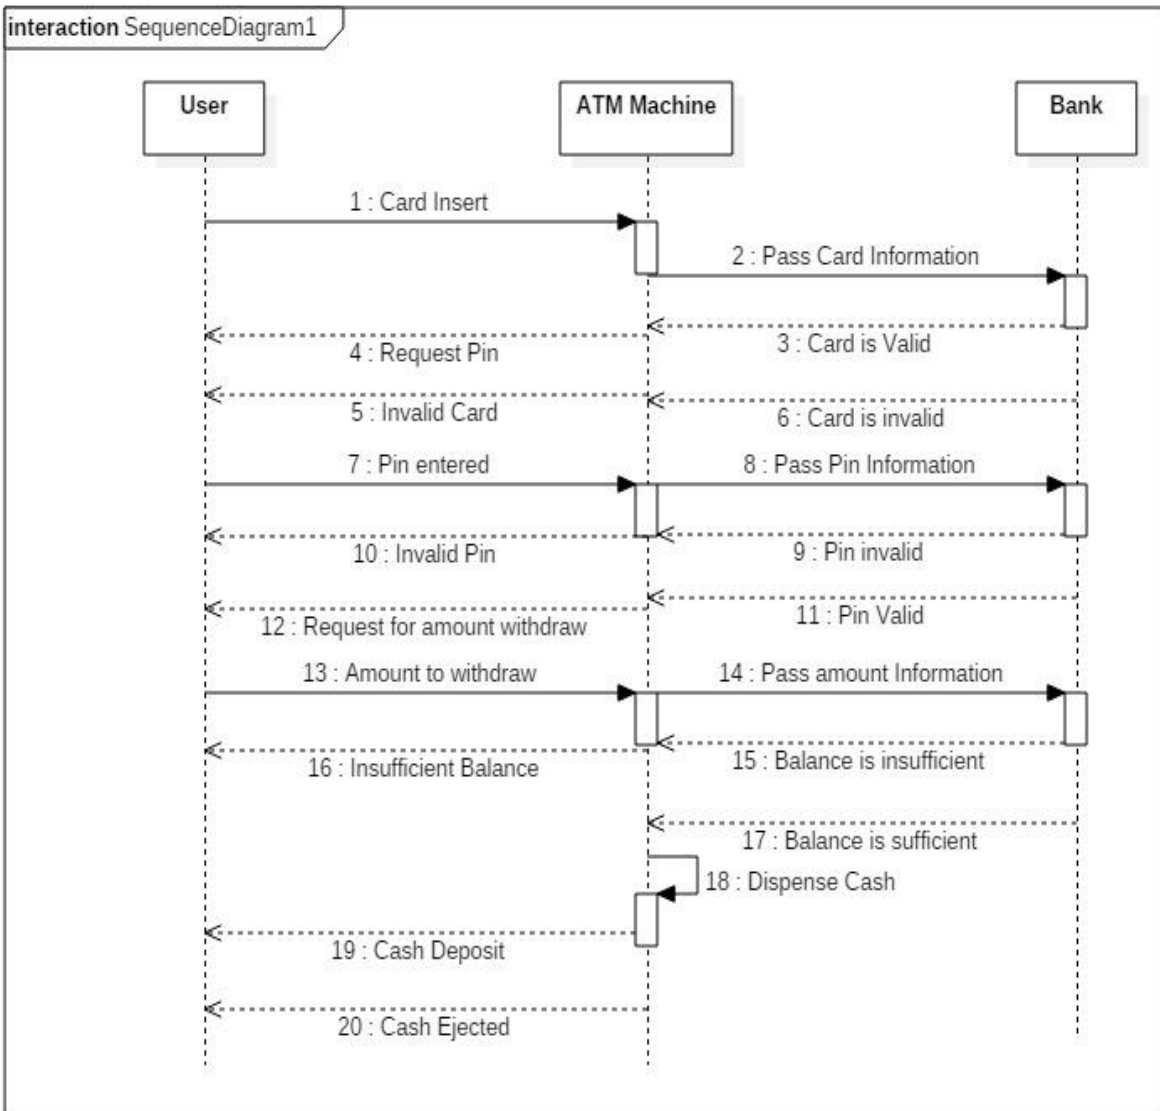 interaction SequenceDiagram1
User
ATM Machine
Bank
1 : Card Insert
2 : Pass Card Information
3 : Card is Valid
4 : Request Pin
5 : Invalid Card
6 : Card is invalid
7 : Pin entered
8 : Pass Pin Information
9 : Pin invalid
10 : Invalid Pin
11 : Pin Valid
12 : Request for amount withdraw
13 : Amount to withdraw
14 : Pass amount Information
15 : Balance is insufficient
16 : Insufficient Balance
17 : Balance is sufficient
18 : Dispense Cash
19 : Cash Deposit
20 : Cash Ejected